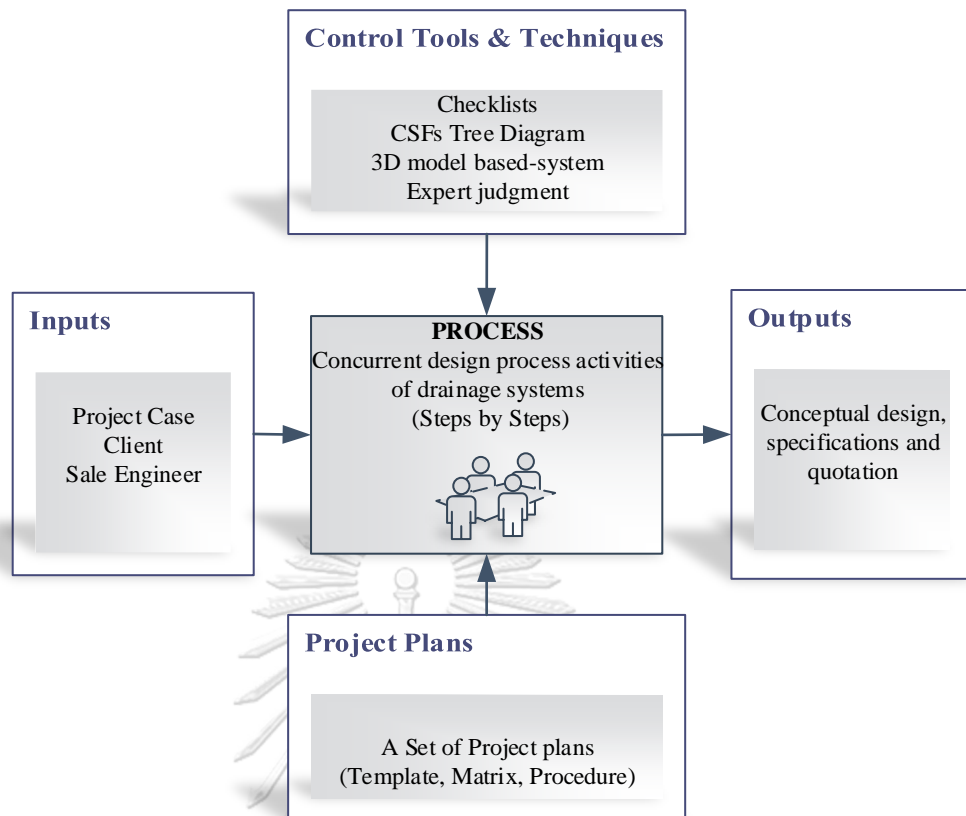 Control Tools & Techniques
Checklists
CSFs Tree Diagram
3D model based-system
Expert judgment
Inputs
Project Case
Client
Sale Engineer
PROCESS
Concurrent design process activities
of drainage systems
(Steps by Steps)
Outputs
Conceptual design,
specifications and
quotation
Project Plans
A Set of Project plans
(Template, Matrix, Procedure)